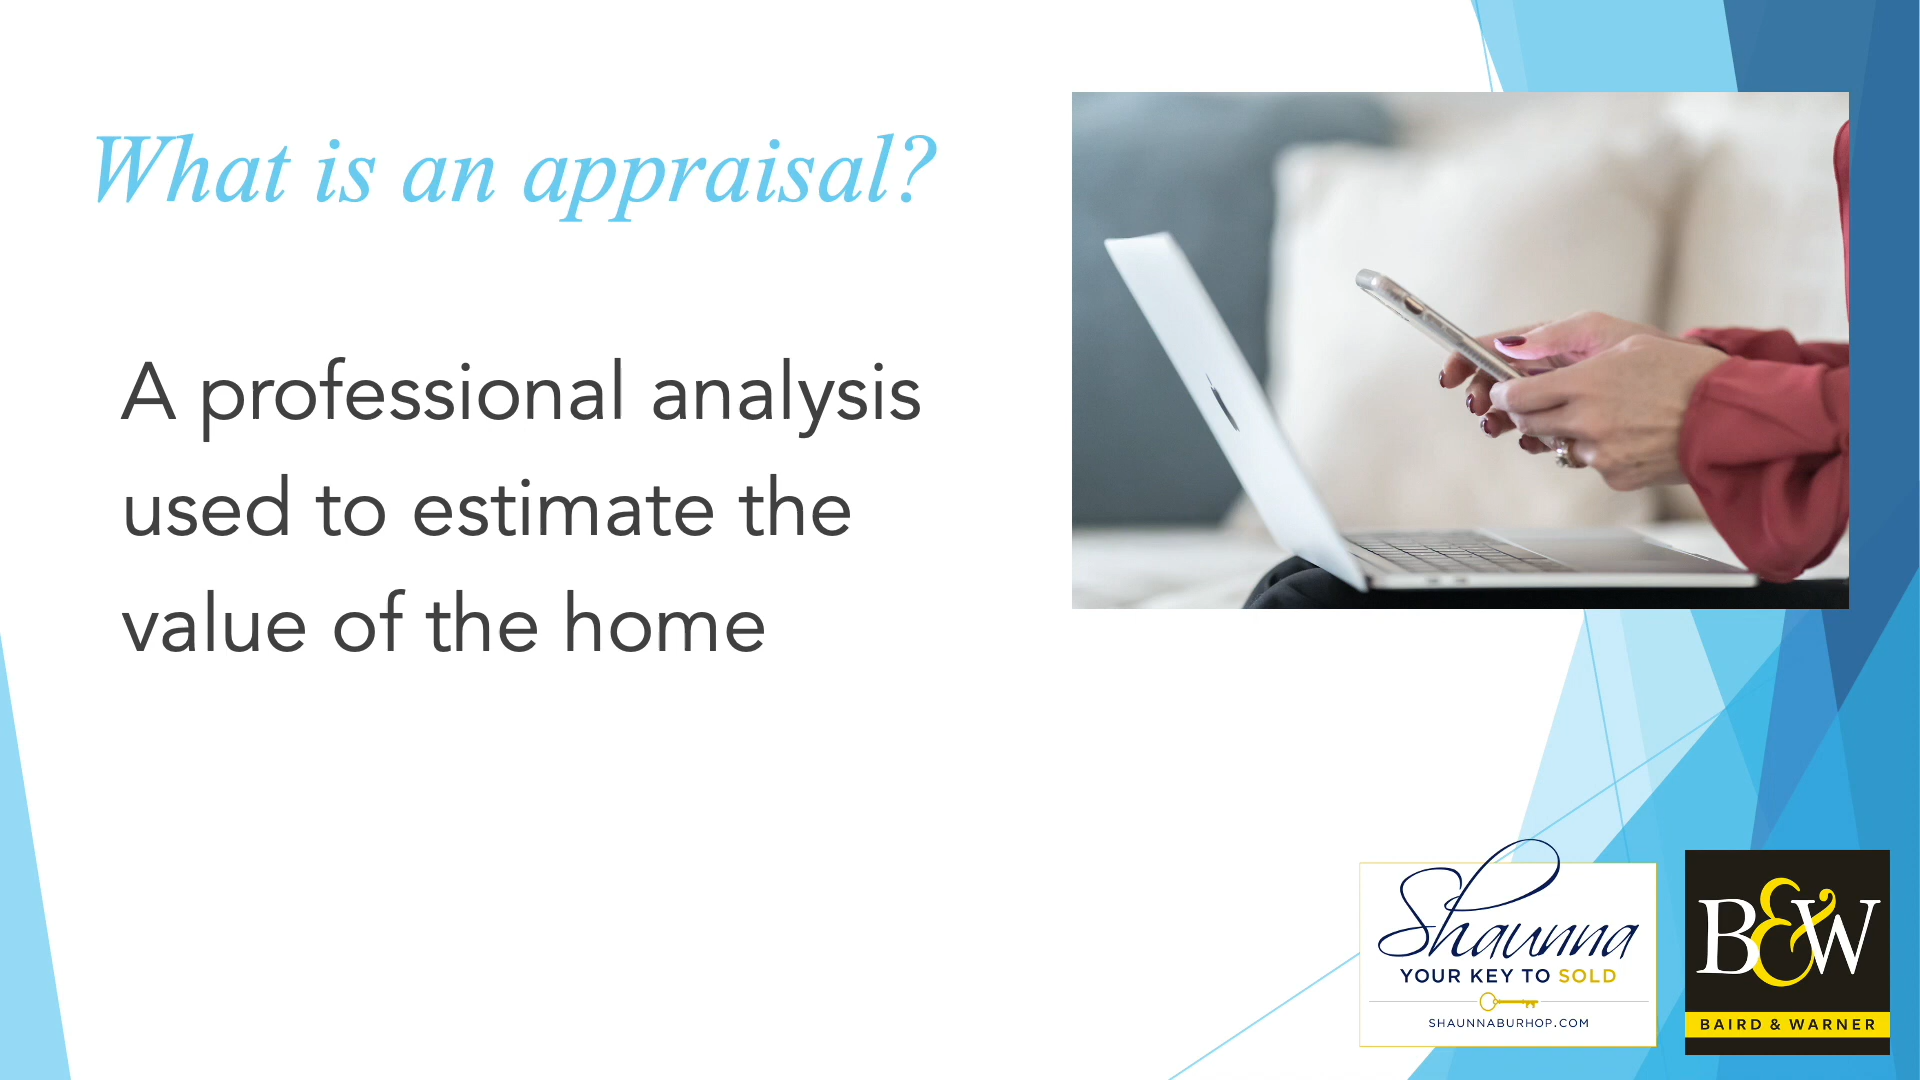 What is an appraisal?
A professional analysis
used to estimate the
value of the home
Shaunna
YOUR KEY TO SOLD
SHAUNNABURHOP.COM
B&W
BAIRD & WARNER